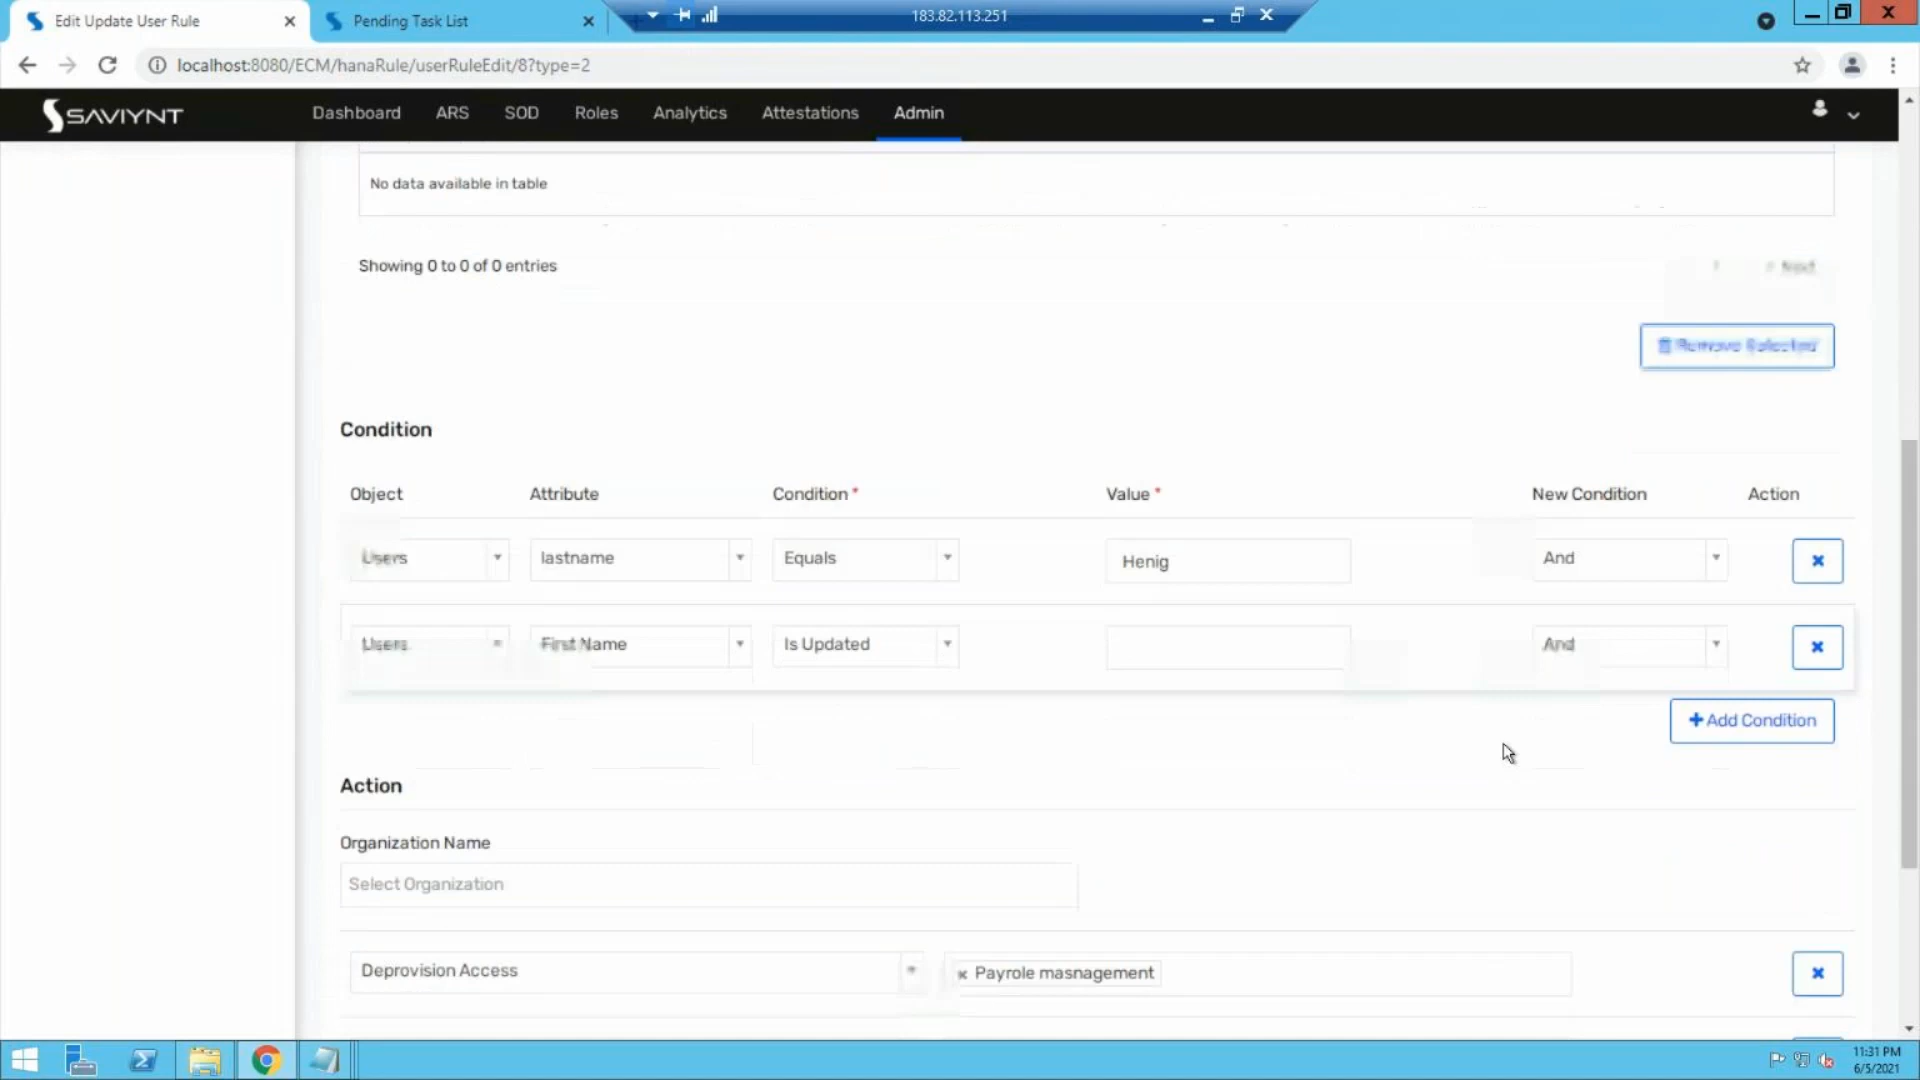 Edit Update User Rule
Pending Task List
183.82.113.251
localhost:8080/ECM/hanaRule/userRuleEdit/8?type=2
SAVIYNT
Dashboard
ARS
SOD
Roles
Analytics
Attestations
Admin
No data available in table
Showing 0 to 0 of 0 entries
Next
Remove Selected
Condition
Object
Attribute
Condition *
Value *
New Condition
Action
Users
lastname
Equals
Henig
And
Users
First Name
Is Updated
And
Add Condition
Action
Organization Name
Select Organization
Deprovision Access
Payrole masnagement
11:31 PM
6/5/2021